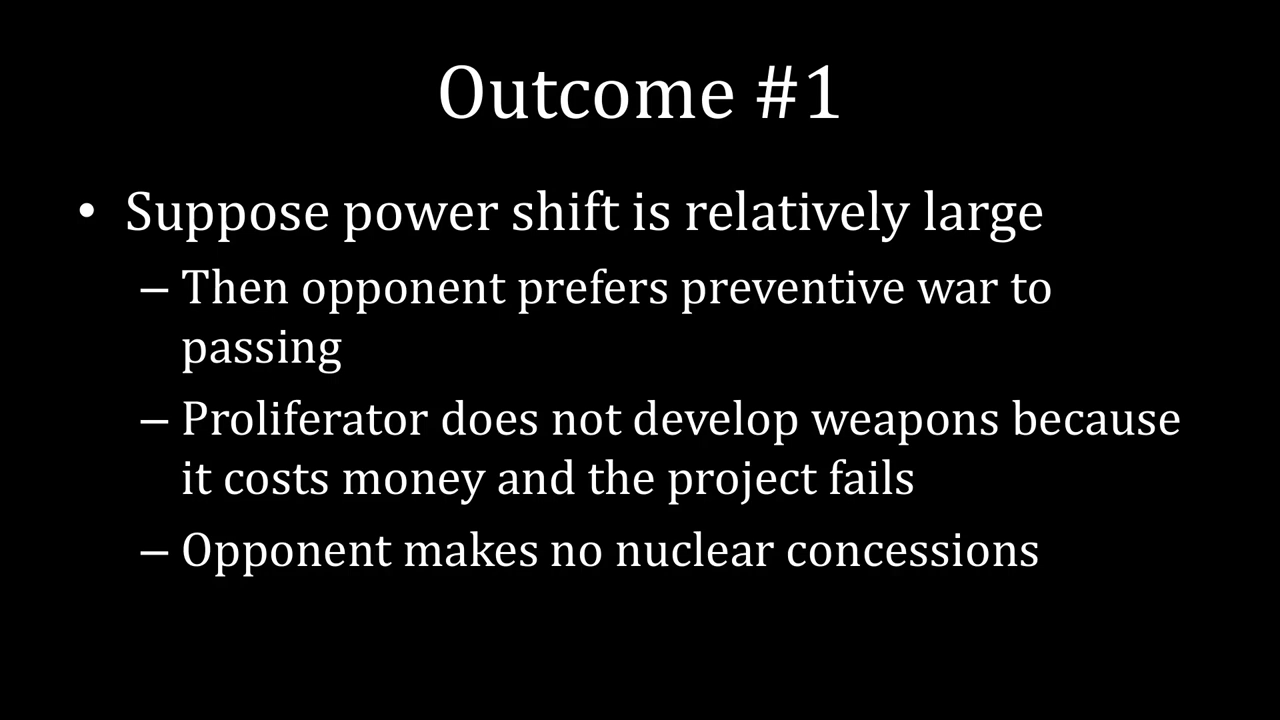 Outcome #1
• Suppose power shift is relatively large
– Then opponent prefers preventive war to
passing
– Proliferator does not develop weapons because
it costs money and the project fails
– Opponent makes no nuclear concessions